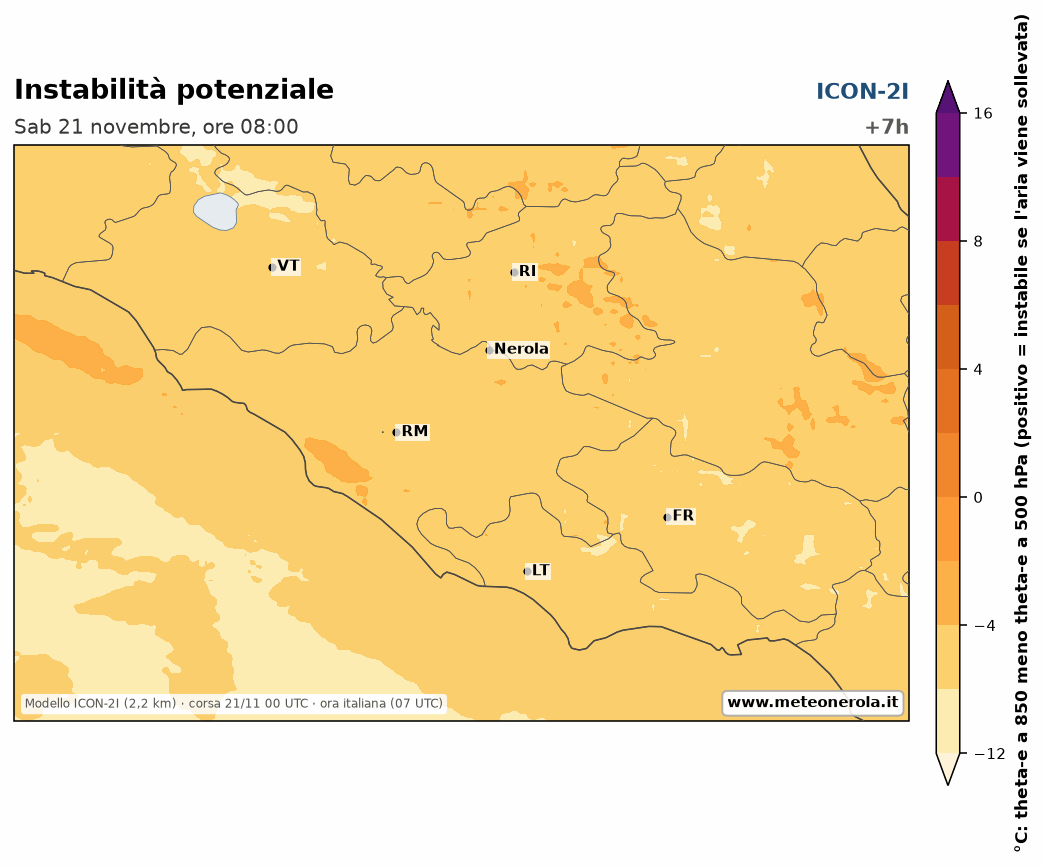 Instabilità potenziale
ICON-2I
Sab 21 novembre, ore 08:00
+7h
VT
RI
Nerola
RM
FR
LT
Modello ICON-2I (2,2 km) · corsa 21/11 00 UTC · ora italiana (07 UTC)
www.meteonerola.it
16
8
4
0
−4
−12
°C: theta-e a 850 meno theta-e a 500 hPa (positivo = instabile se l'aria viene sollevata)